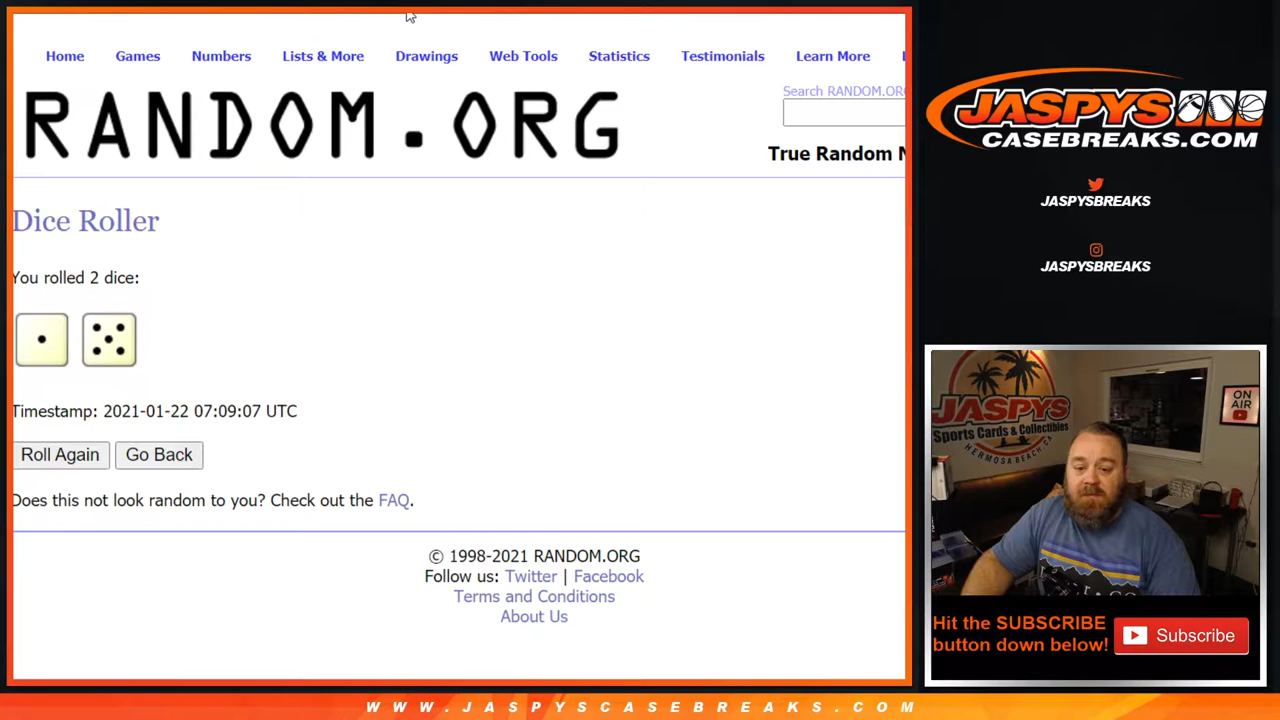 Home Games Numbers Lists & More Drawings Web Tools Statistics Testimonials Learn More
RANDOM.ORG
Search RANDOM.ORG
True Random N
Dice Roller
You rolled 2 dice:
Timestamp: 2021-01-22 07:09:07 UTC
Roll Again Go Back
Does this not look random to you? Check out the FAQ.
© 1998-2021 RANDOM.ORG
Follow us: Twitter | Facebook
Terms and Conditions
About Us
JASPYS
CASEBREAKS.COM
JASPYSBREAKS
JASPYSBREAKS
JASPYS
Sports Cards & Collectibles
HERMOSA BEACH, CA
ON
AIR
Hit the SUBSCRIBE
button down below!
Subscribe
WWW.JASPYSCASEBREAKS.COM